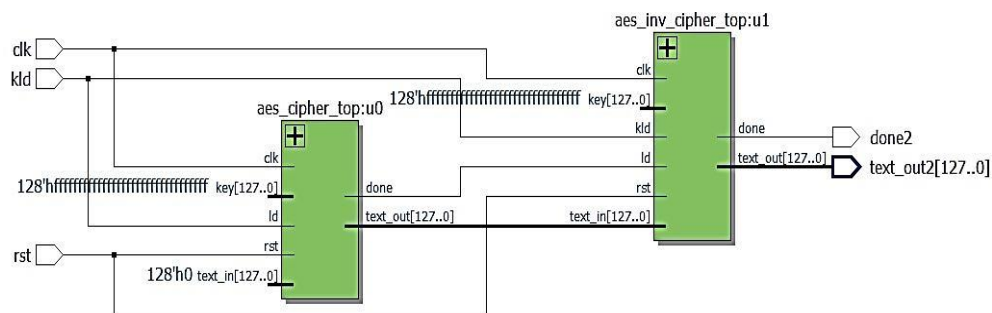 aes_inv_cipher_top:u1
clk
clk
kld
128'hffffffffffffffffffffffffffffffff key[127..0]
aes_cipher_top:u0
kld
done
done2
clk
ld
text_out[127..0]
text_out2[127..0]
128'hffffffffffffffffffffffffffffffff key[127..0]
done
rst
ld
text_out[127..0]
text_in[127..0]
rst
rst
128'h0 text_in[127..0]